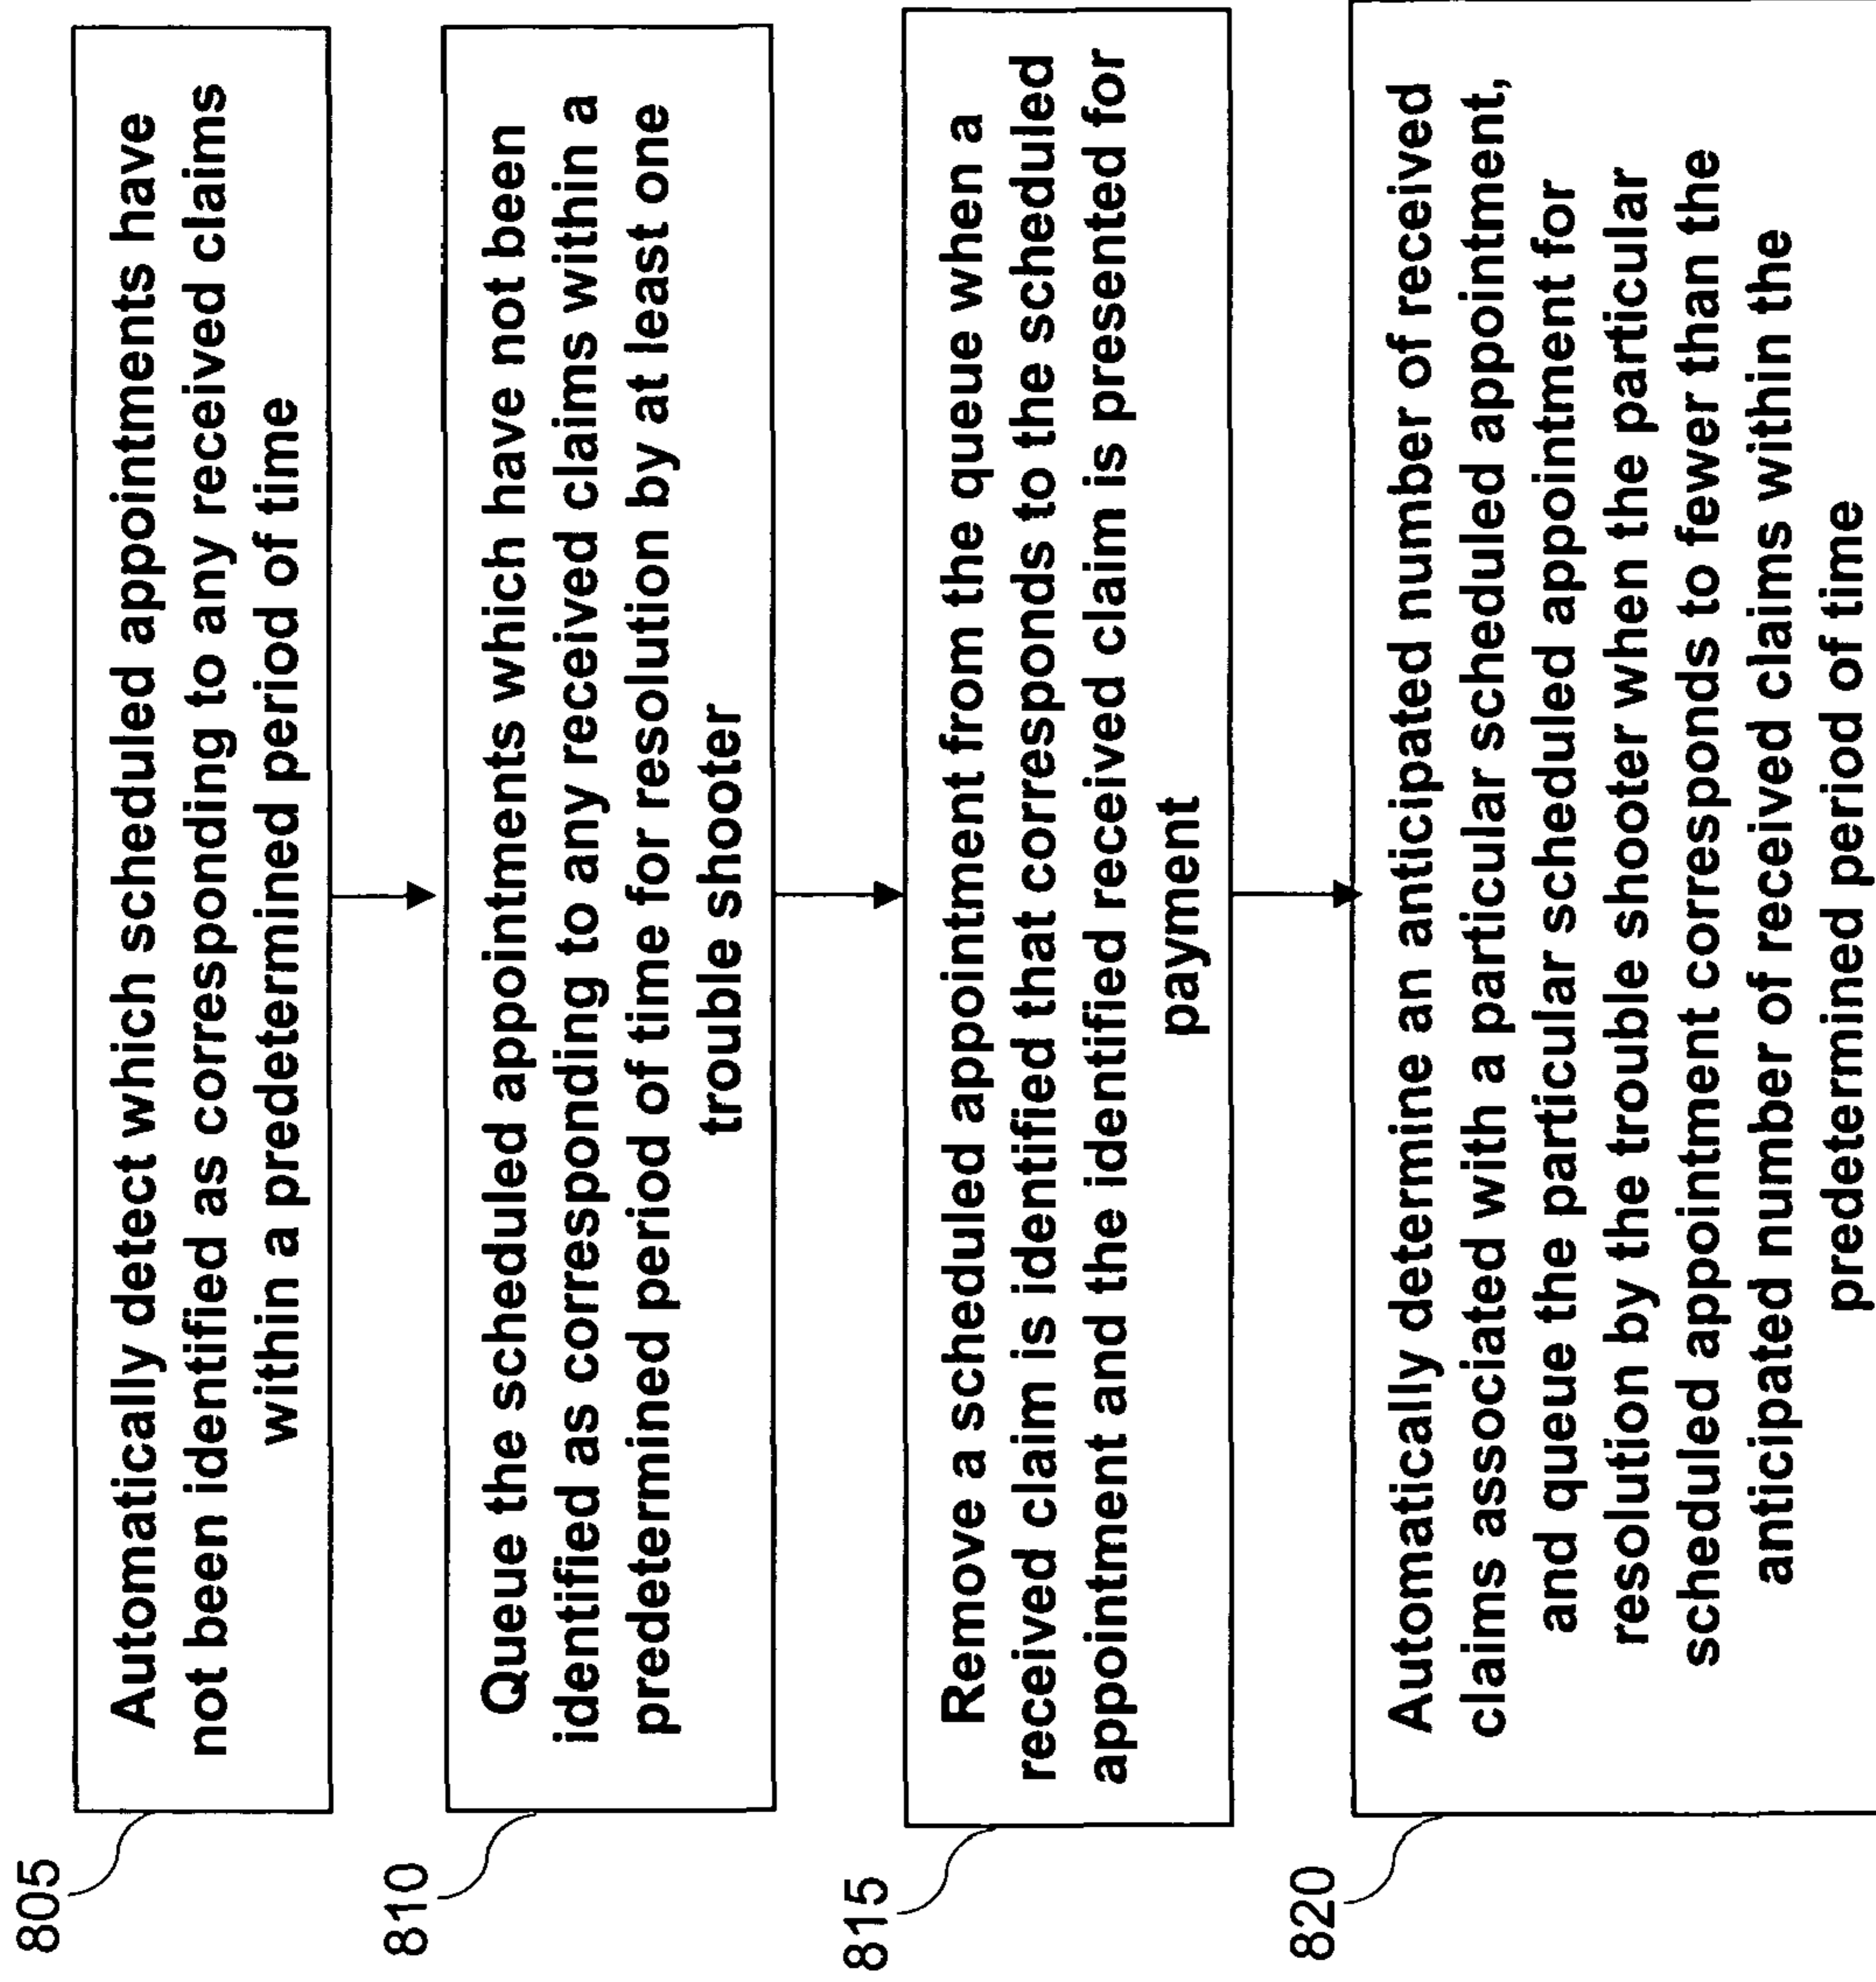 805
Automatically detect which scheduled appointments have
not been identified as corresponding to any received claims
within a predetermined period of time
810
Queue the scheduled appointments which have not been
identified as corresponding to any received claims within a
predetermined period of time for resolution by at least one
trouble shooter
815
Remove a scheduled appointment from the queue when a
received claim is identified that corresponds to the scheduled
appointment and the identified received claim is presented for
payment
820
Automatically determine an anticipated number of received
claims associated with a particular scheduled appointment,
and queue the particular scheduled appointment for
resolution by the trouble shooter when the particular
scheduled appointment corresponds to fewer than the
anticipated number of received claims within the
predetermined period of time